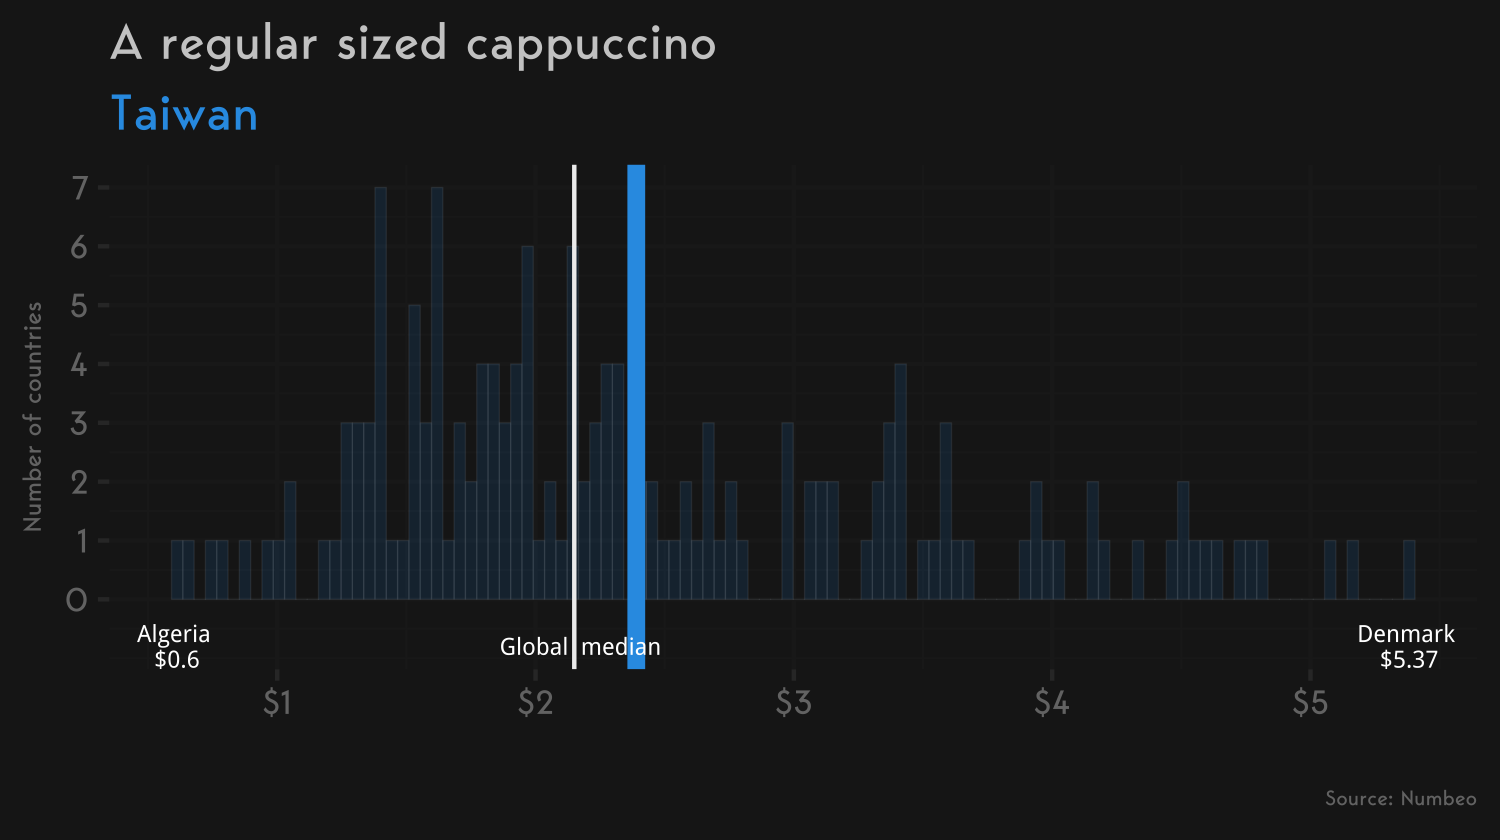 A regular sized cappuccino
Taiwan
Number of countries
7
6
5
4
3
2
1
0
Algeria
$0.6
Global median
Denmark
$5.37
$1 $2 $3 $4 $5
Source: Numbeo